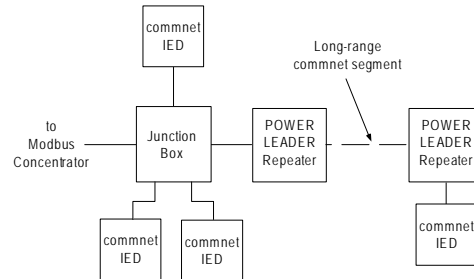 commnet
IED
Long-range
commnet segment
to
Modbus
Concentrator
Junction
Box
POWER
LEADER
Repeater
POWER
LEADER
Repeater
commnet
IED
commnet
IED
commnet
IED